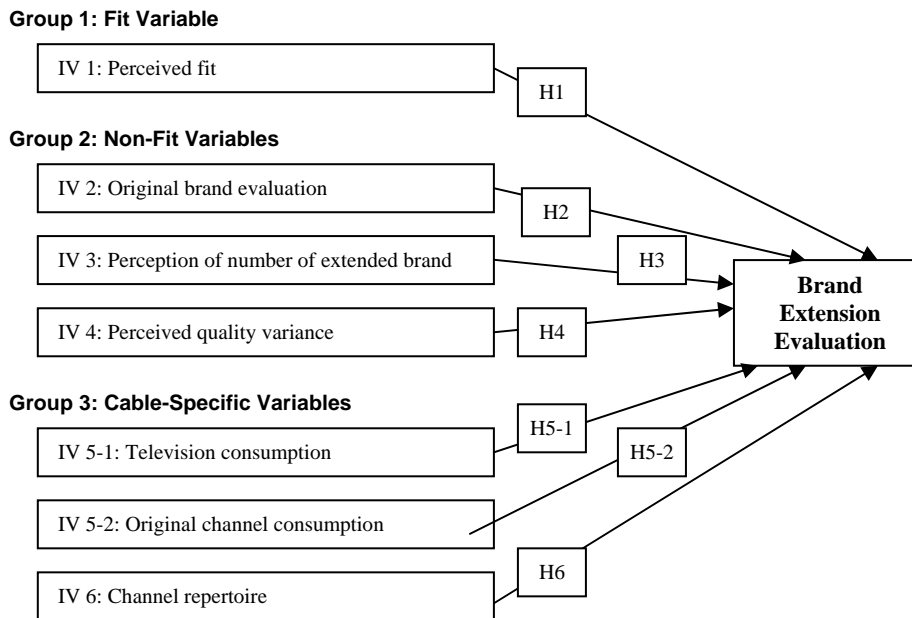 Group 1: Fit Variable
IV 1: Perceived fit
H1
Group 2: Non-Fit Variables
IV 2: Original brand evaluation
H2
IV 3: Perception of number of extended brand
H3
IV 4: Perceived quality variance
H4
Brand
Extension
Evaluation
Group 3: Cable-Specific Variables
IV 5-1: Television consumption
H5-1
H5-2
IV 5-2: Original channel consumption
IV 6: Channel repertoire
H6